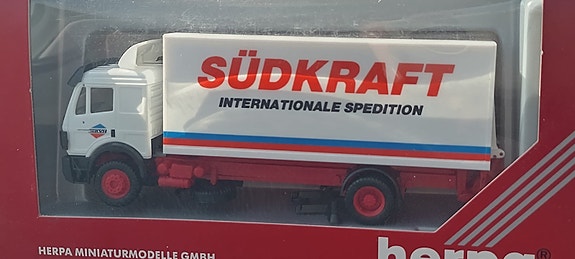 SÜDKRAFT
INTERNATIONALE SPEDITION
HERPA MINIATURMODELLE GMBH
herpa®